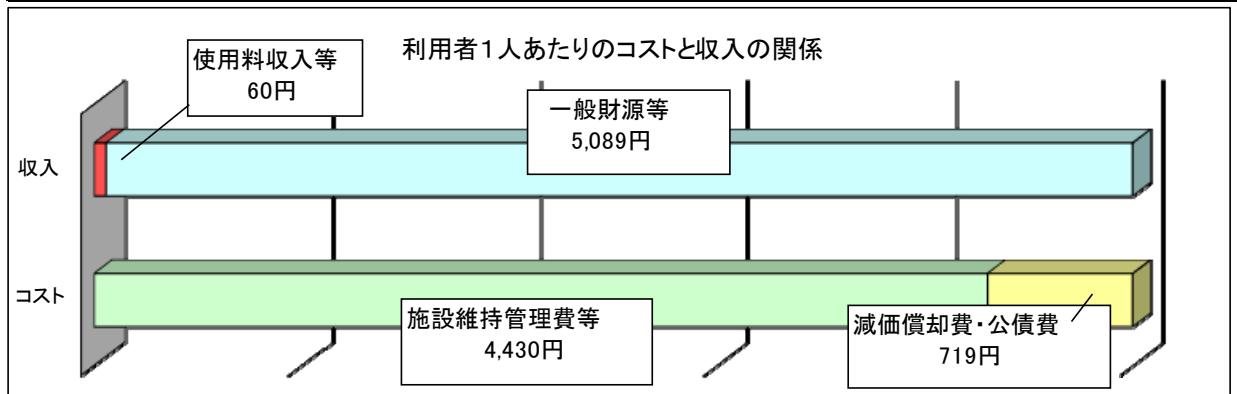 利用者１人あたりのコストと収入の関係
使用料収入等
60円
一般財源等
5,089円
収入
コスト
施設維持管理費等
4,430円
減価償却費・公債費
719円